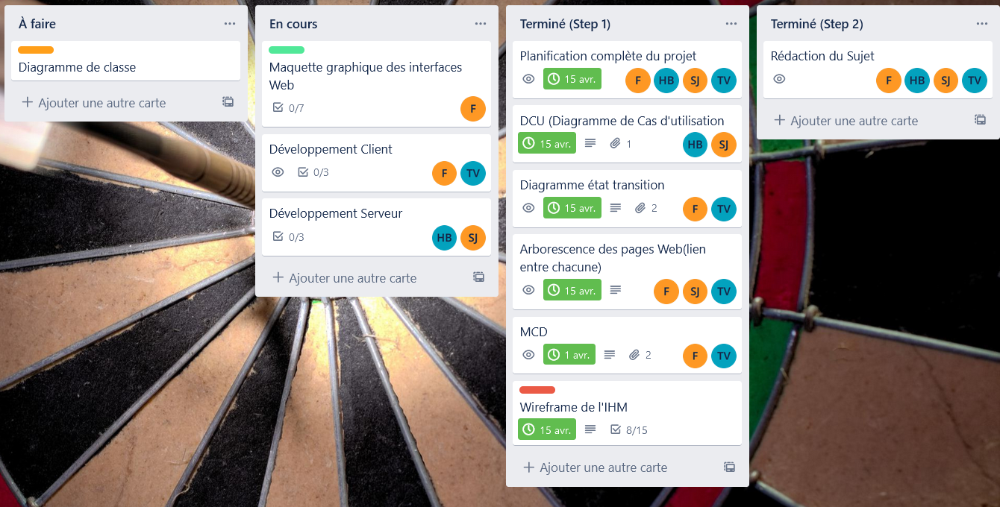 À faire
Diagramme de classe
Ajouter une autre carte
En cours
Maquette graphique des interfaces
Web
0/7
F
Développement Client
0/3
F TV
Développement Serveur
0/3
HB SJ
Ajouter une autre carte
Terminé (Step 1)
Planification complète du projet
15 avr.
F HB SJ TV
DCU (Diagramme de Cas d'utilisation
15 avr. 1
HB SJ
Diagramme état transition
15 avr. 2
F TV
Arborescence des pages Web(lien
entre chacune)
15 avr.
F SJ TV
MCD
1 avr. 2
F TV
Wireframe de l'IHM
15 avr. 8/15
Ajouter une autre carte
Terminé (Step 2)
Rédaction du Sujet
F HB SJ TV
Ajouter une autre carte